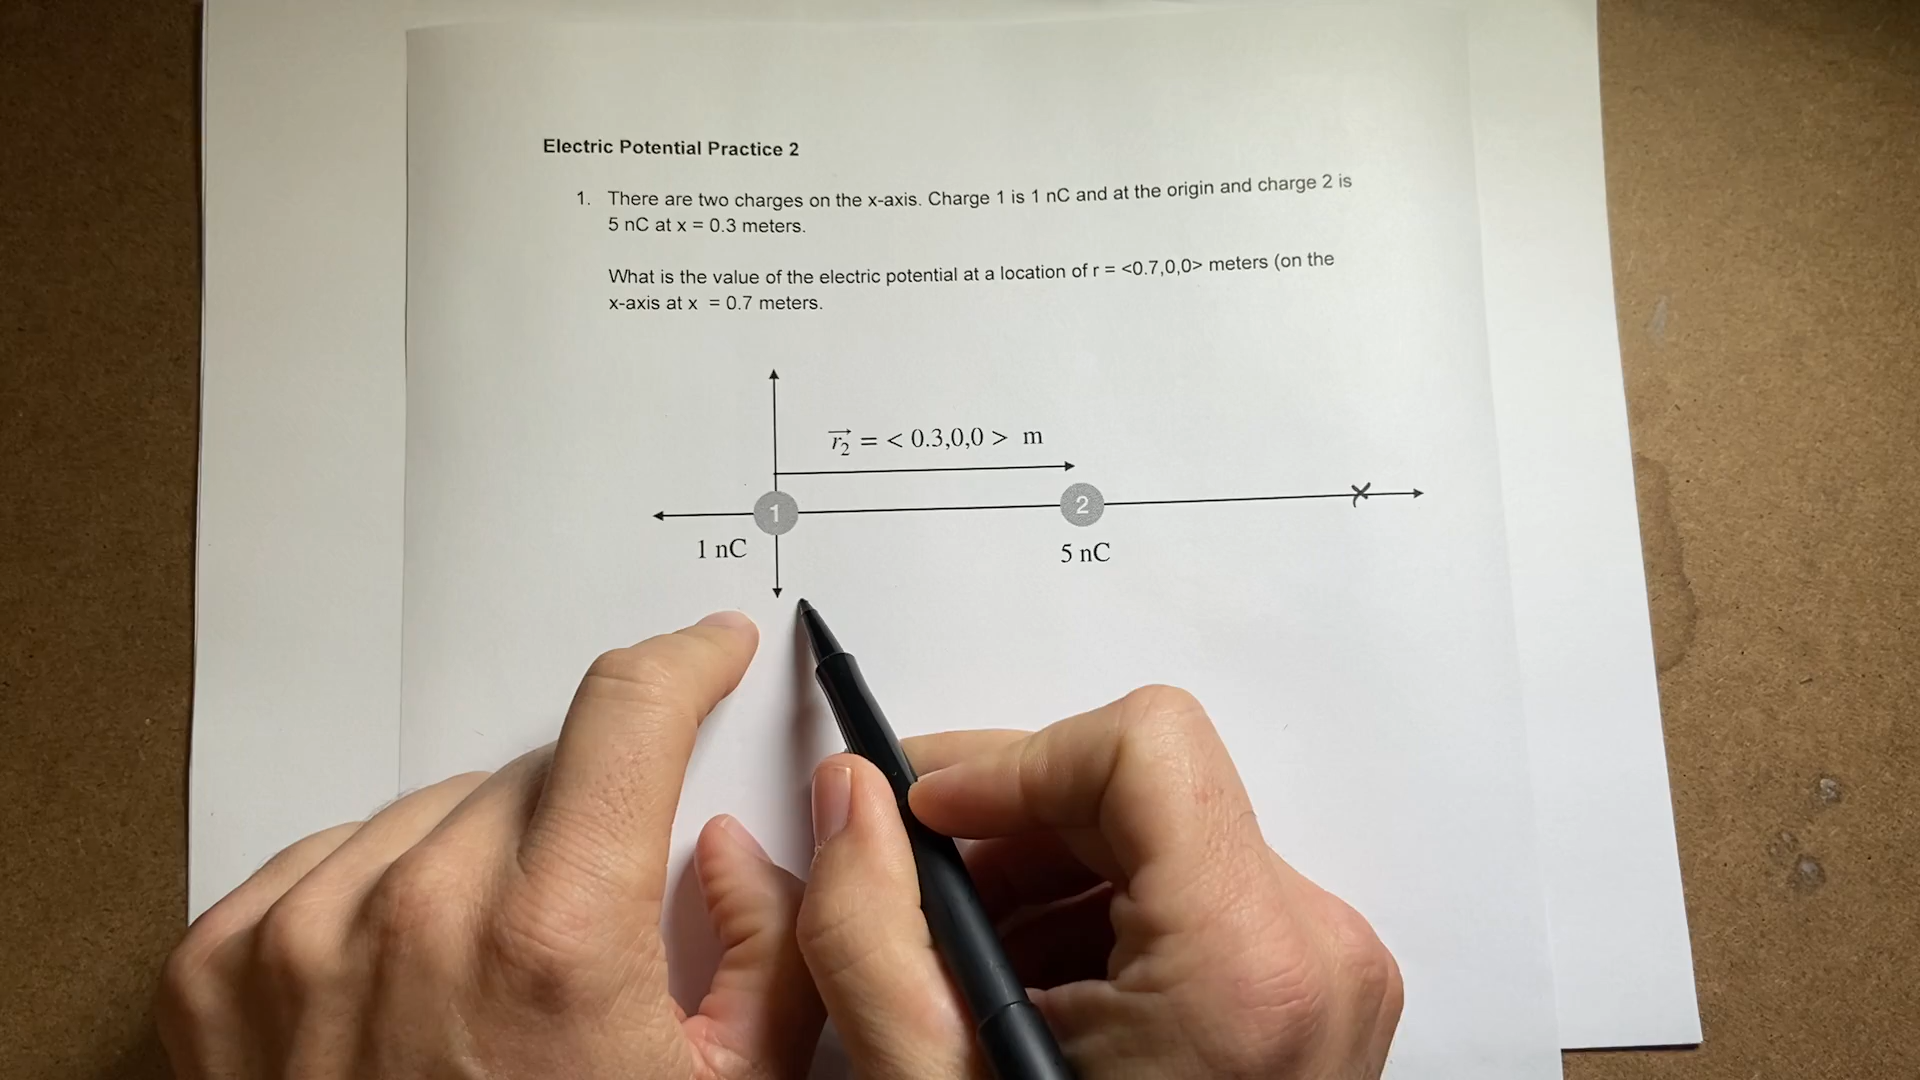 Electric Potential Practice 2
1. There are two charges on the x-axis. Charge 1 is 1 nC and at the origin and charge 2 is
5 nC at x = 0.3 meters.
What is the value of the electric potential at a location of r = <0.7,0,0> meters (on the
x-axis at x = 0.7 meters.
r₂ = < 0.3,0,0 > m
1
2
1 nC
5 nC